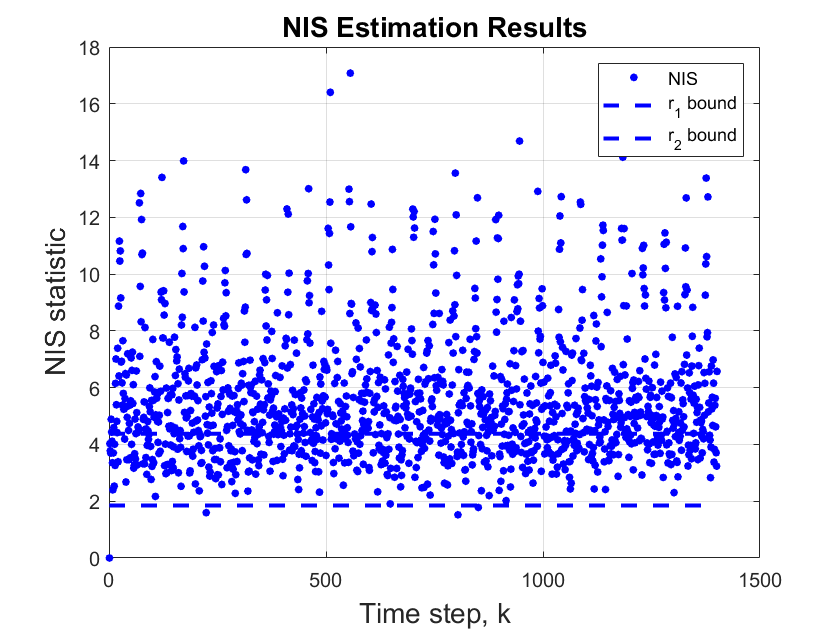 NIS Estimation Results
18
16
14
12
10
8
6
4
2
0
NIS statistic
NIS
r1 bound
r2 bound
0 500 1000 1500
Time step, k